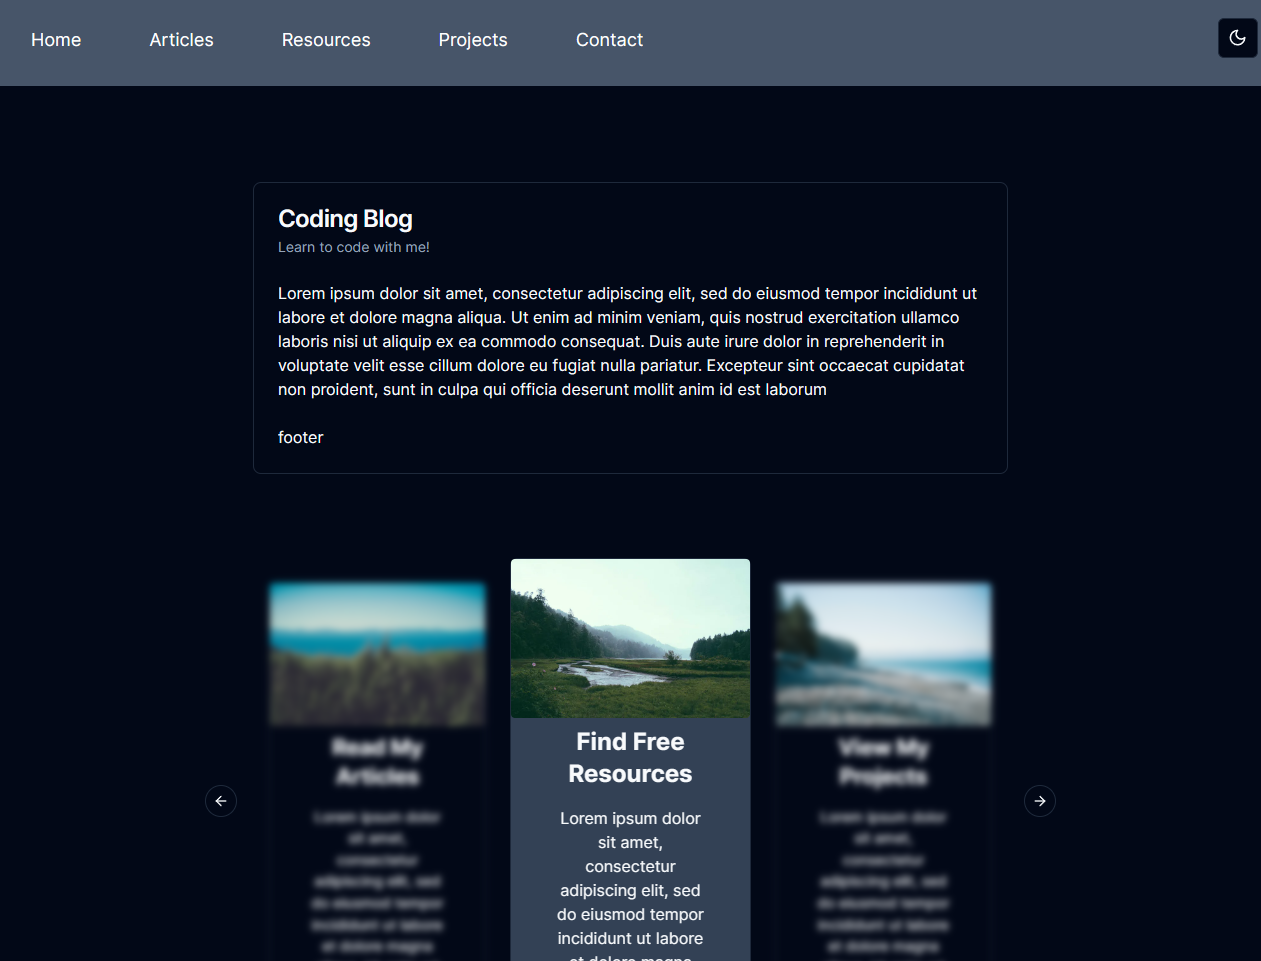 Home Articles Resources Projects Contact
Coding Blog
Learn to code with me!
Lorem ipsum dolor sit amet, consectetur adipiscing elit, sed do eiusmod tempor incididunt ut
labore et dolore magna aliqua. Ut enim ad minim veniam, quis nostrud exercitation ullamco
laboris nisi ut aliquip ex ea commodo consequat. Duis aute irure dolor in reprehenderit in
voluptate velit esse cillum dolore eu fugiat nulla pariatur. Excepteur sint occaecat cupidatat
non proident, sunt in culpa qui officia deserunt mollit anim id est laborum
footer
Read My
Articles
Lorem ipsum dolor
sit amet,
consectetur
adipiscing elit, sed
do eiusmod tempor
incididunt ut labore
et dolore magna
Find Free
Resources
Lorem ipsum dolor
sit amet,
consectetur
adipiscing elit, sed
do eiusmod tempor
incididunt ut labore
et dolore magna
View My
Projects
Lorem ipsum dolor
sit amet,
consectetur
adipiscing elit, sed
do eiusmod tempor
incididunt ut labore
et dolore magna